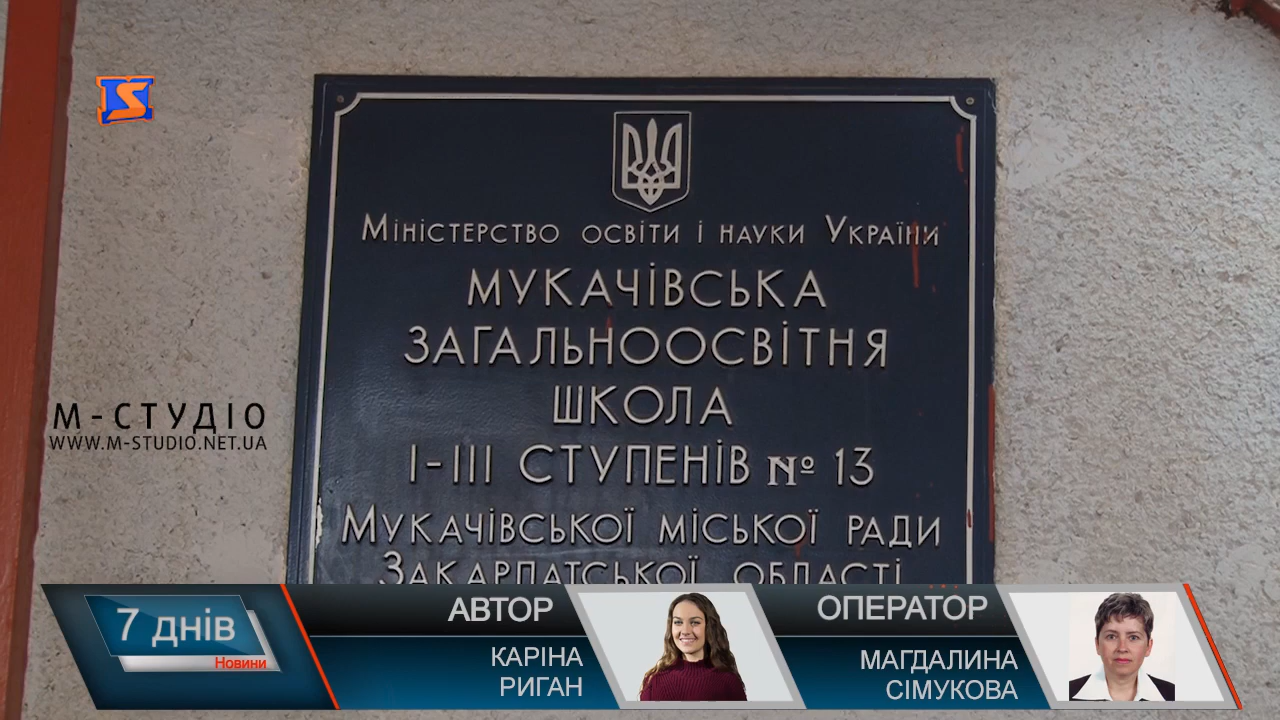 Міністерство освіти і науки України
МУКАЧІВСЬКА
ЗАГАЛЬНООСВІТНЯ
ШКОЛА
І-ІІІ СТУПЕНІВ № 13
Мукачівської міської ради
Закарпатської області
М-СТУДІО
WWW.M-STUDIO.NET.UA
7 днів
Новини
АВТОР
КАРІНА
РИГАН
ОПЕРАТОР
МАГДАЛИНА
СІМУКОВА